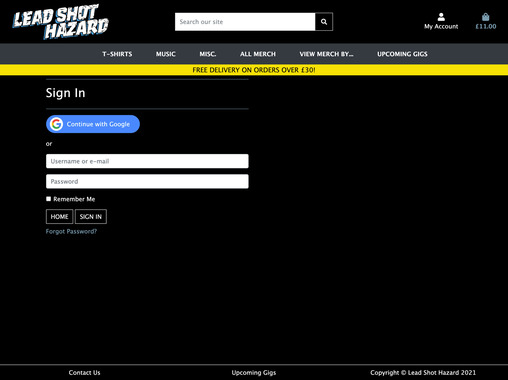 LEAD SHOT
HAZARD
Search our site
My Account
£11.00
T-SHIRTS MUSIC MISC. ALL MERCH VIEW MERCH BY... UPCOMING GIGS
FREE DELIVERY ON ORDERS OVER £30!
Sign In
Continue with Google
or
Username or e-mail
Password
Remember Me
HOME SIGN IN
Forgot Password?
Contact Us Upcoming Gigs Copyright © Lead Shot Hazard 2021